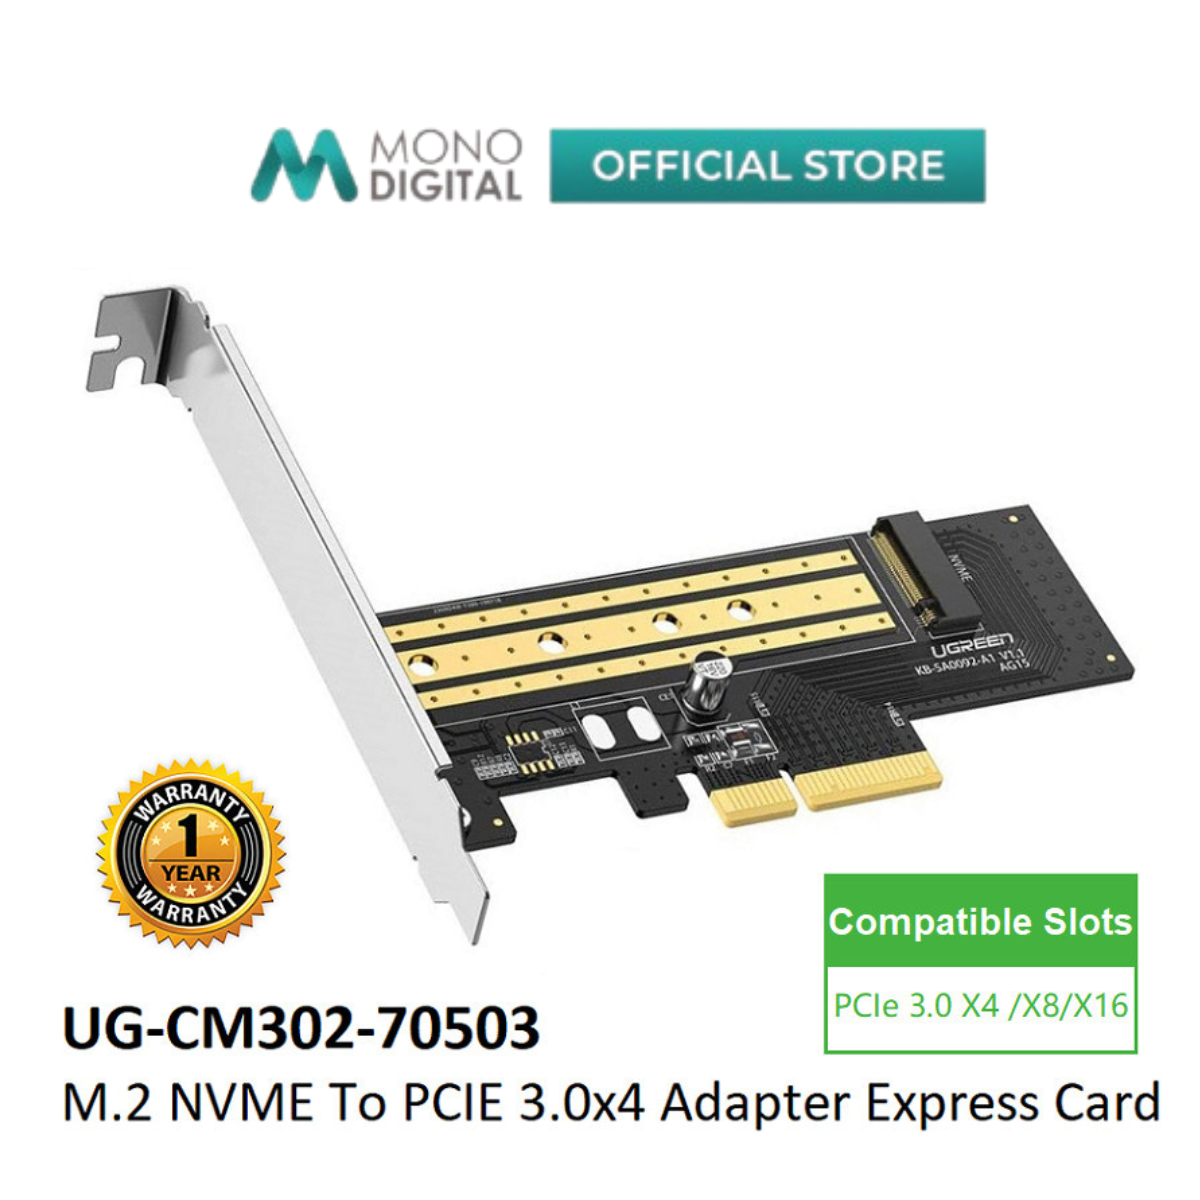 MONO
DIGITAL
OFFICIAL STORE
NVME
UGREEN
KB-SA0092-A1 V1.1
AG15
WARRANTY
1
YEAR
WARRANTY
Compatible Slots
PCIe 3.0 X4 /X8/X16
UG-CM302-70503
M.2 NVME To PCIE 3.0x4 Adapter Express Card